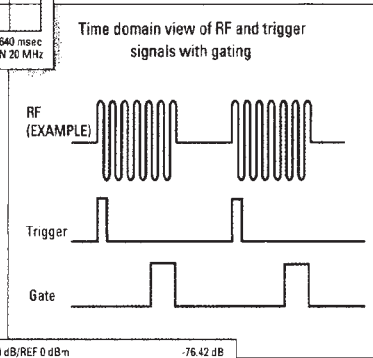 640 msec
N 20 MHz
Time domain view of RF and trigger
signals with gating
RF
(EXAMPLE)
Trigger
Gate
dB/REF 0 dBm
-76.42 dB